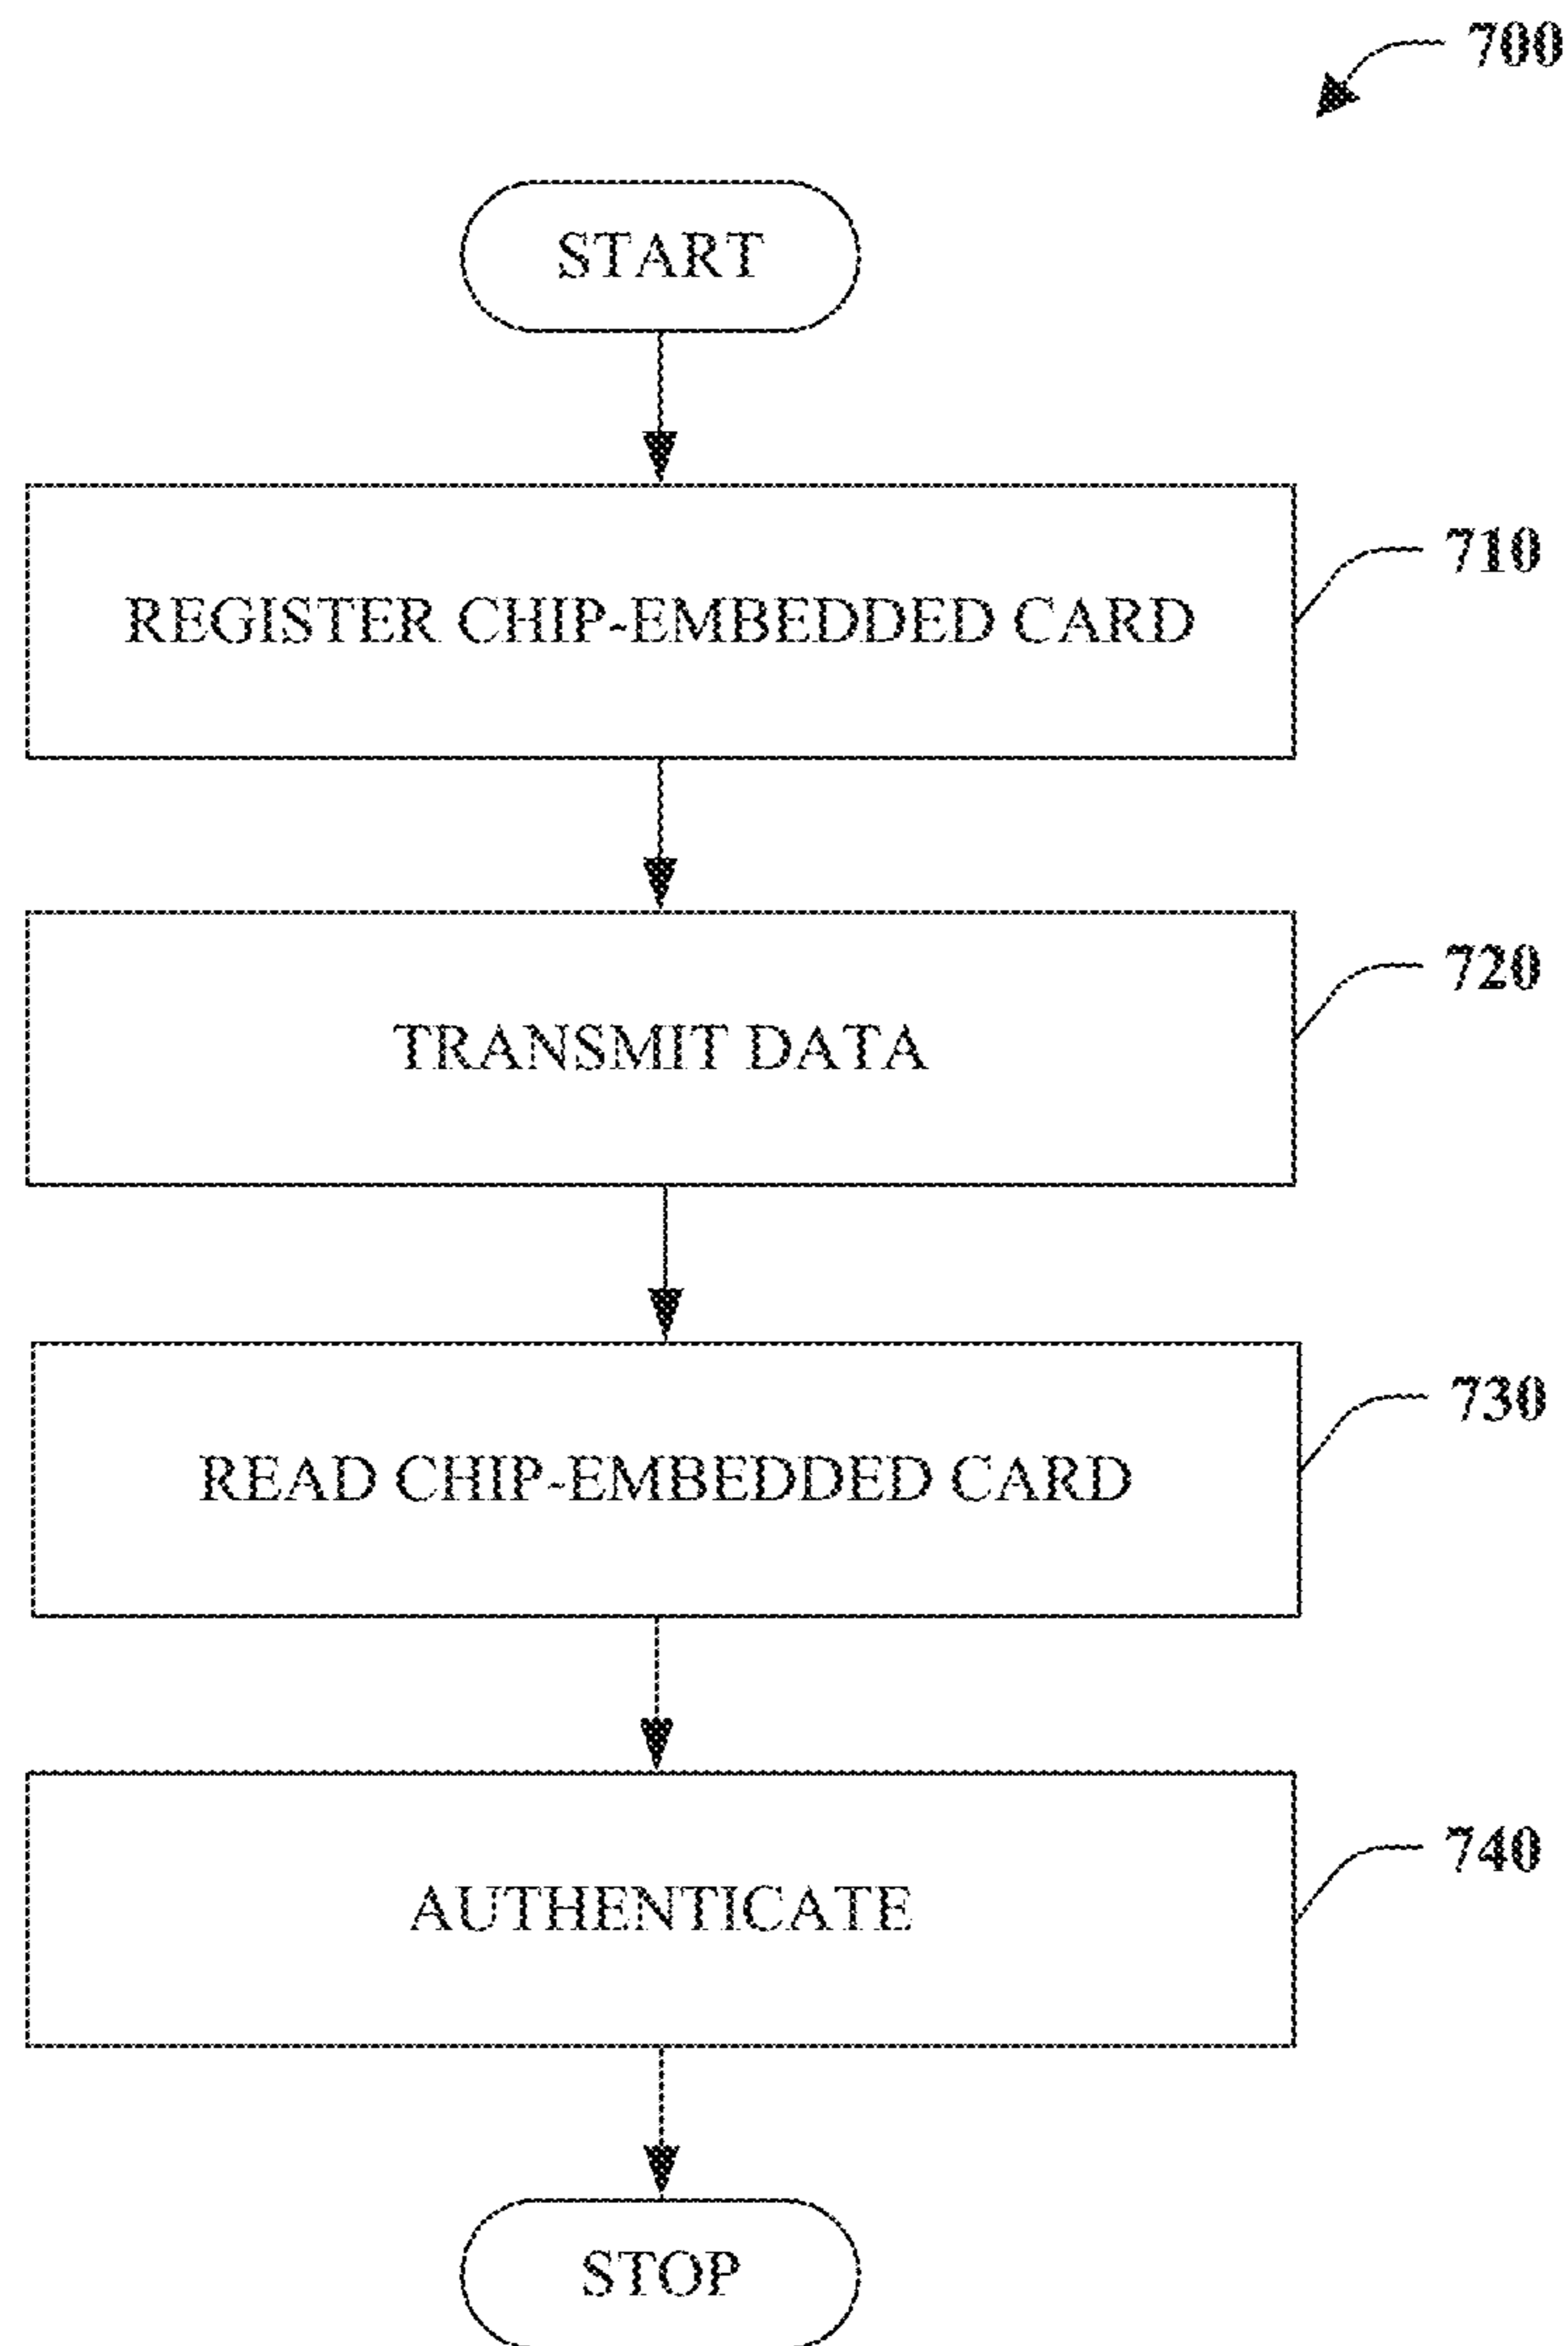 700
START
REGISTER CHIP-EMBEDDED CARD
710
TRANSMIT DATA
720
READ CHIP-EMBEDDED CARD
730
AUTHENTICATE
740
STOP